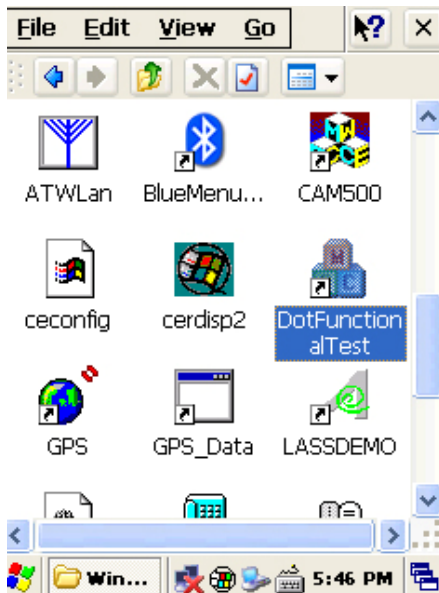 File Edit View Go
ATWLan BlueMenu... CAM500
ceconfig cerdisp2 DotFunction
alTest
GPS GPS_Data LASSDEMO
Win... 5:46 PM